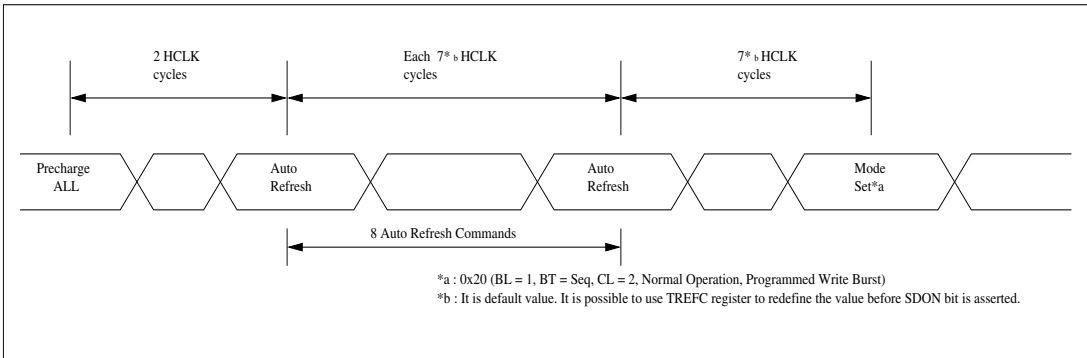 2 HCLK
cycles
Each 7* b HCLK
cycles
7* b HCLK
cycles
Precharge
ALL
Auto
Refresh
Auto
Refresh
Mode
Set*a
8 Auto Refresh Commands
*a : 0x20 (BL = 1, BT = Seq, CL = 2, Normal Operation, Programmed Write Burst)
*b : It is default value. It is possible to use TREFC register to redefine the value before SDON bit is asserted.